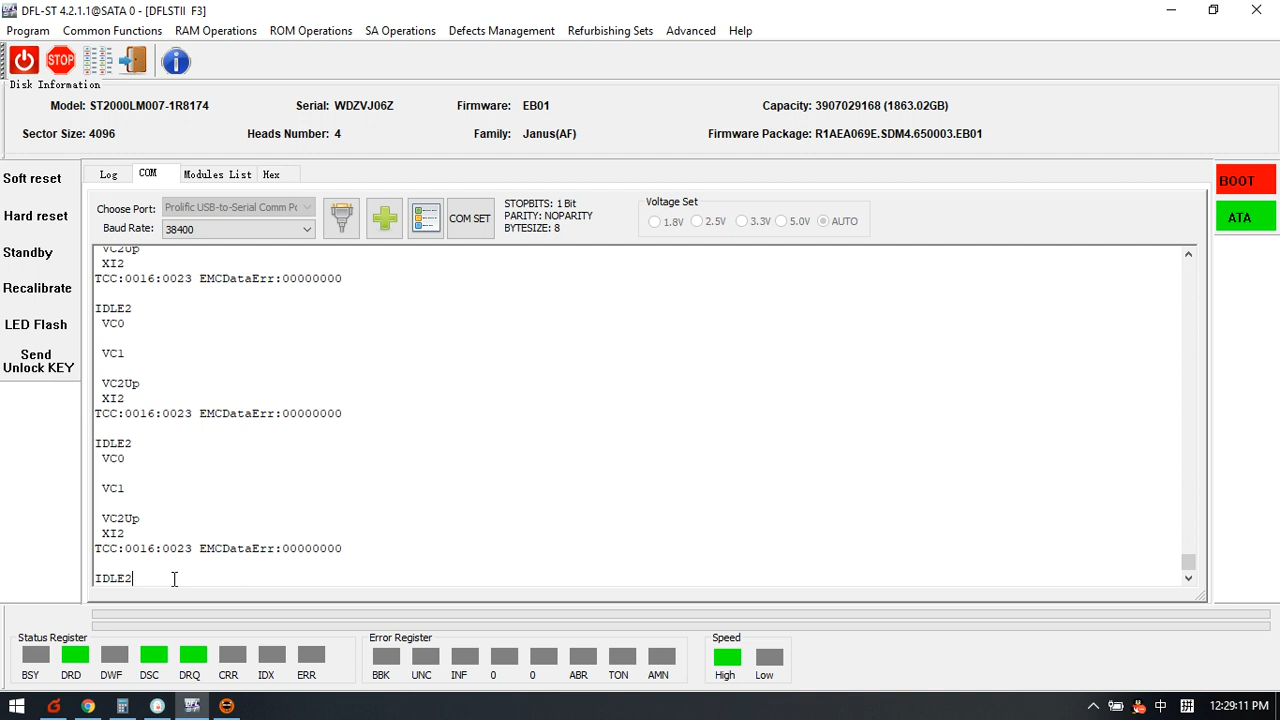 DFL-ST 4.2.1.1@SATA 0 - [DFLSTII F3]
Program Common Functions RAM Operations ROM Operations SA Operations Defects Management Refurbishing Sets Advanced Help
STOP
Disk Information
Model: ST2000LM007-1R8174 Serial: WDZVJ06Z Firmware: EB01 Capacity: 3907029168 (1863.02GB)
Sector Size: 4096 Heads Number: 4 Family: Janus(AF) Firmware Package: R1AEA069E.SDM4.650003.EB01
Soft reset
Hard reset
Standby
Recalibrate
LED Flash
Send
Unlock KEY
Log COM Modules List Hex
Choose Port: Prolific USB-to-Serial Comm Pc
Baud Rate: 38400
COM SET
STOPBITS: 1 Bit
PARITY: NOPARITY
BYTESIZE: 8
Voltage Set
1.8V 2.5V 3.3V 5.0V AUTO
BOOT
ATA
VC2Up
XI2
TCC:0016:0023 EMCDataErr:00000000
IDLE2
VC0
VC1
VC2Up
XI2
TCC:0016:0023 EMCDataErr:00000000
IDLE2
VC0
VC1
VC2Up
XI2
TCC:0016:0023 EMCDataErr:00000000
IDLE2
Status Register Error Register Speed
BSY DRD DWF DSC DRQ CRR IDX ERR BBK UNC INF 0 0 ABR TON AMN High Low
中 拼 12:29:11 PM